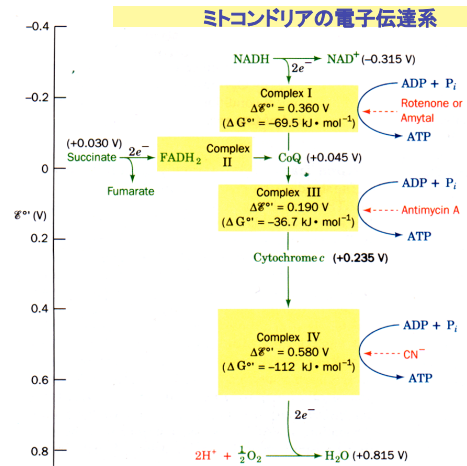 ミトコンドリアの電子伝達系
−0.4
−0.2
0
0.2
0.4
0.6
0.8
ℰ°' (V)
NADH
NAD⁺ (−0.315 V)
2e⁻
Complex I
Δℰ°' = 0.360 V
(ΔG°' = −69.5 kJ • mol⁻¹)
ADP + Pᵢ
Rotenone or
Amytal
ATP
(+0.030 V)
Succinate
2e⁻
FADH₂
Complex
II
CoQ (+0.045 V)
Fumarate
Complex III
Δℰ°' = 0.190 V
(ΔG°' = −36.7 kJ • mol⁻¹)
ADP + Pᵢ
Antimycin A
ATP
Cytochrome c (+0.235 V)
Complex IV
Δℰ°' = 0.580 V
(ΔG°' = −112 kJ • mol⁻¹)
ADP + Pᵢ
CN⁻
ATP
2e⁻
2H⁺ + ½O₂
H₂O (+0.815 V)